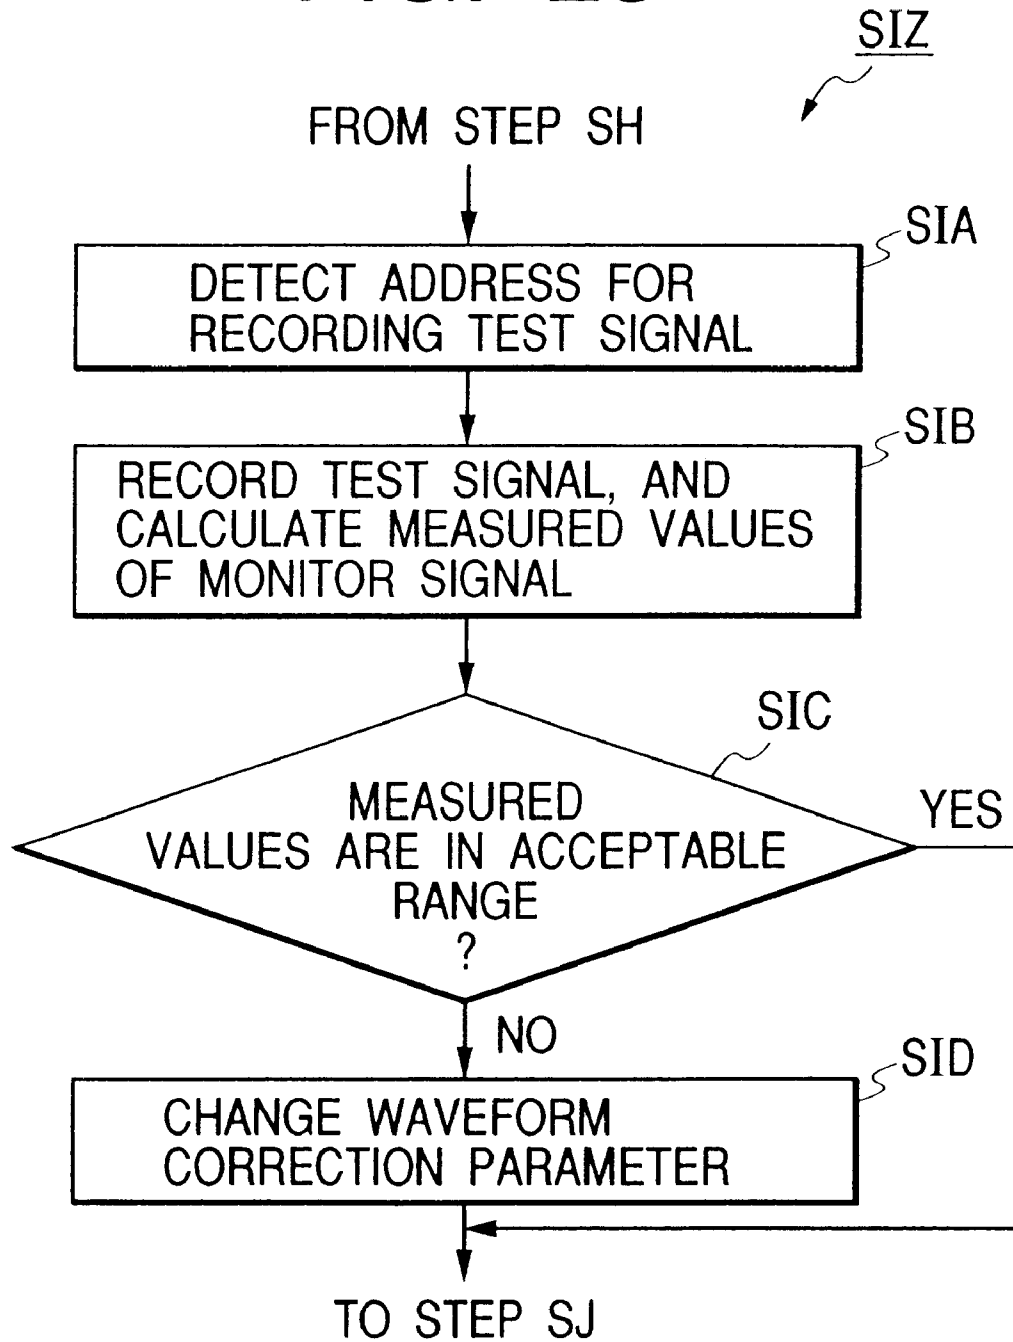 SIZ
FROM STEP SH
SIA
DETECT ADDRESS FOR
RECORDING TEST SIGNAL
SIB
RECORD TEST SIGNAL, AND
CALCULATE MEASURED VALUES
OF MONITOR SIGNAL
SIC
MEASURED
VALUES ARE IN ACCEPTABLE
RANGE
?
YES
NO
SID
CHANGE WAVEFORM
CORRECTION PARAMETER
TO STEP SJ